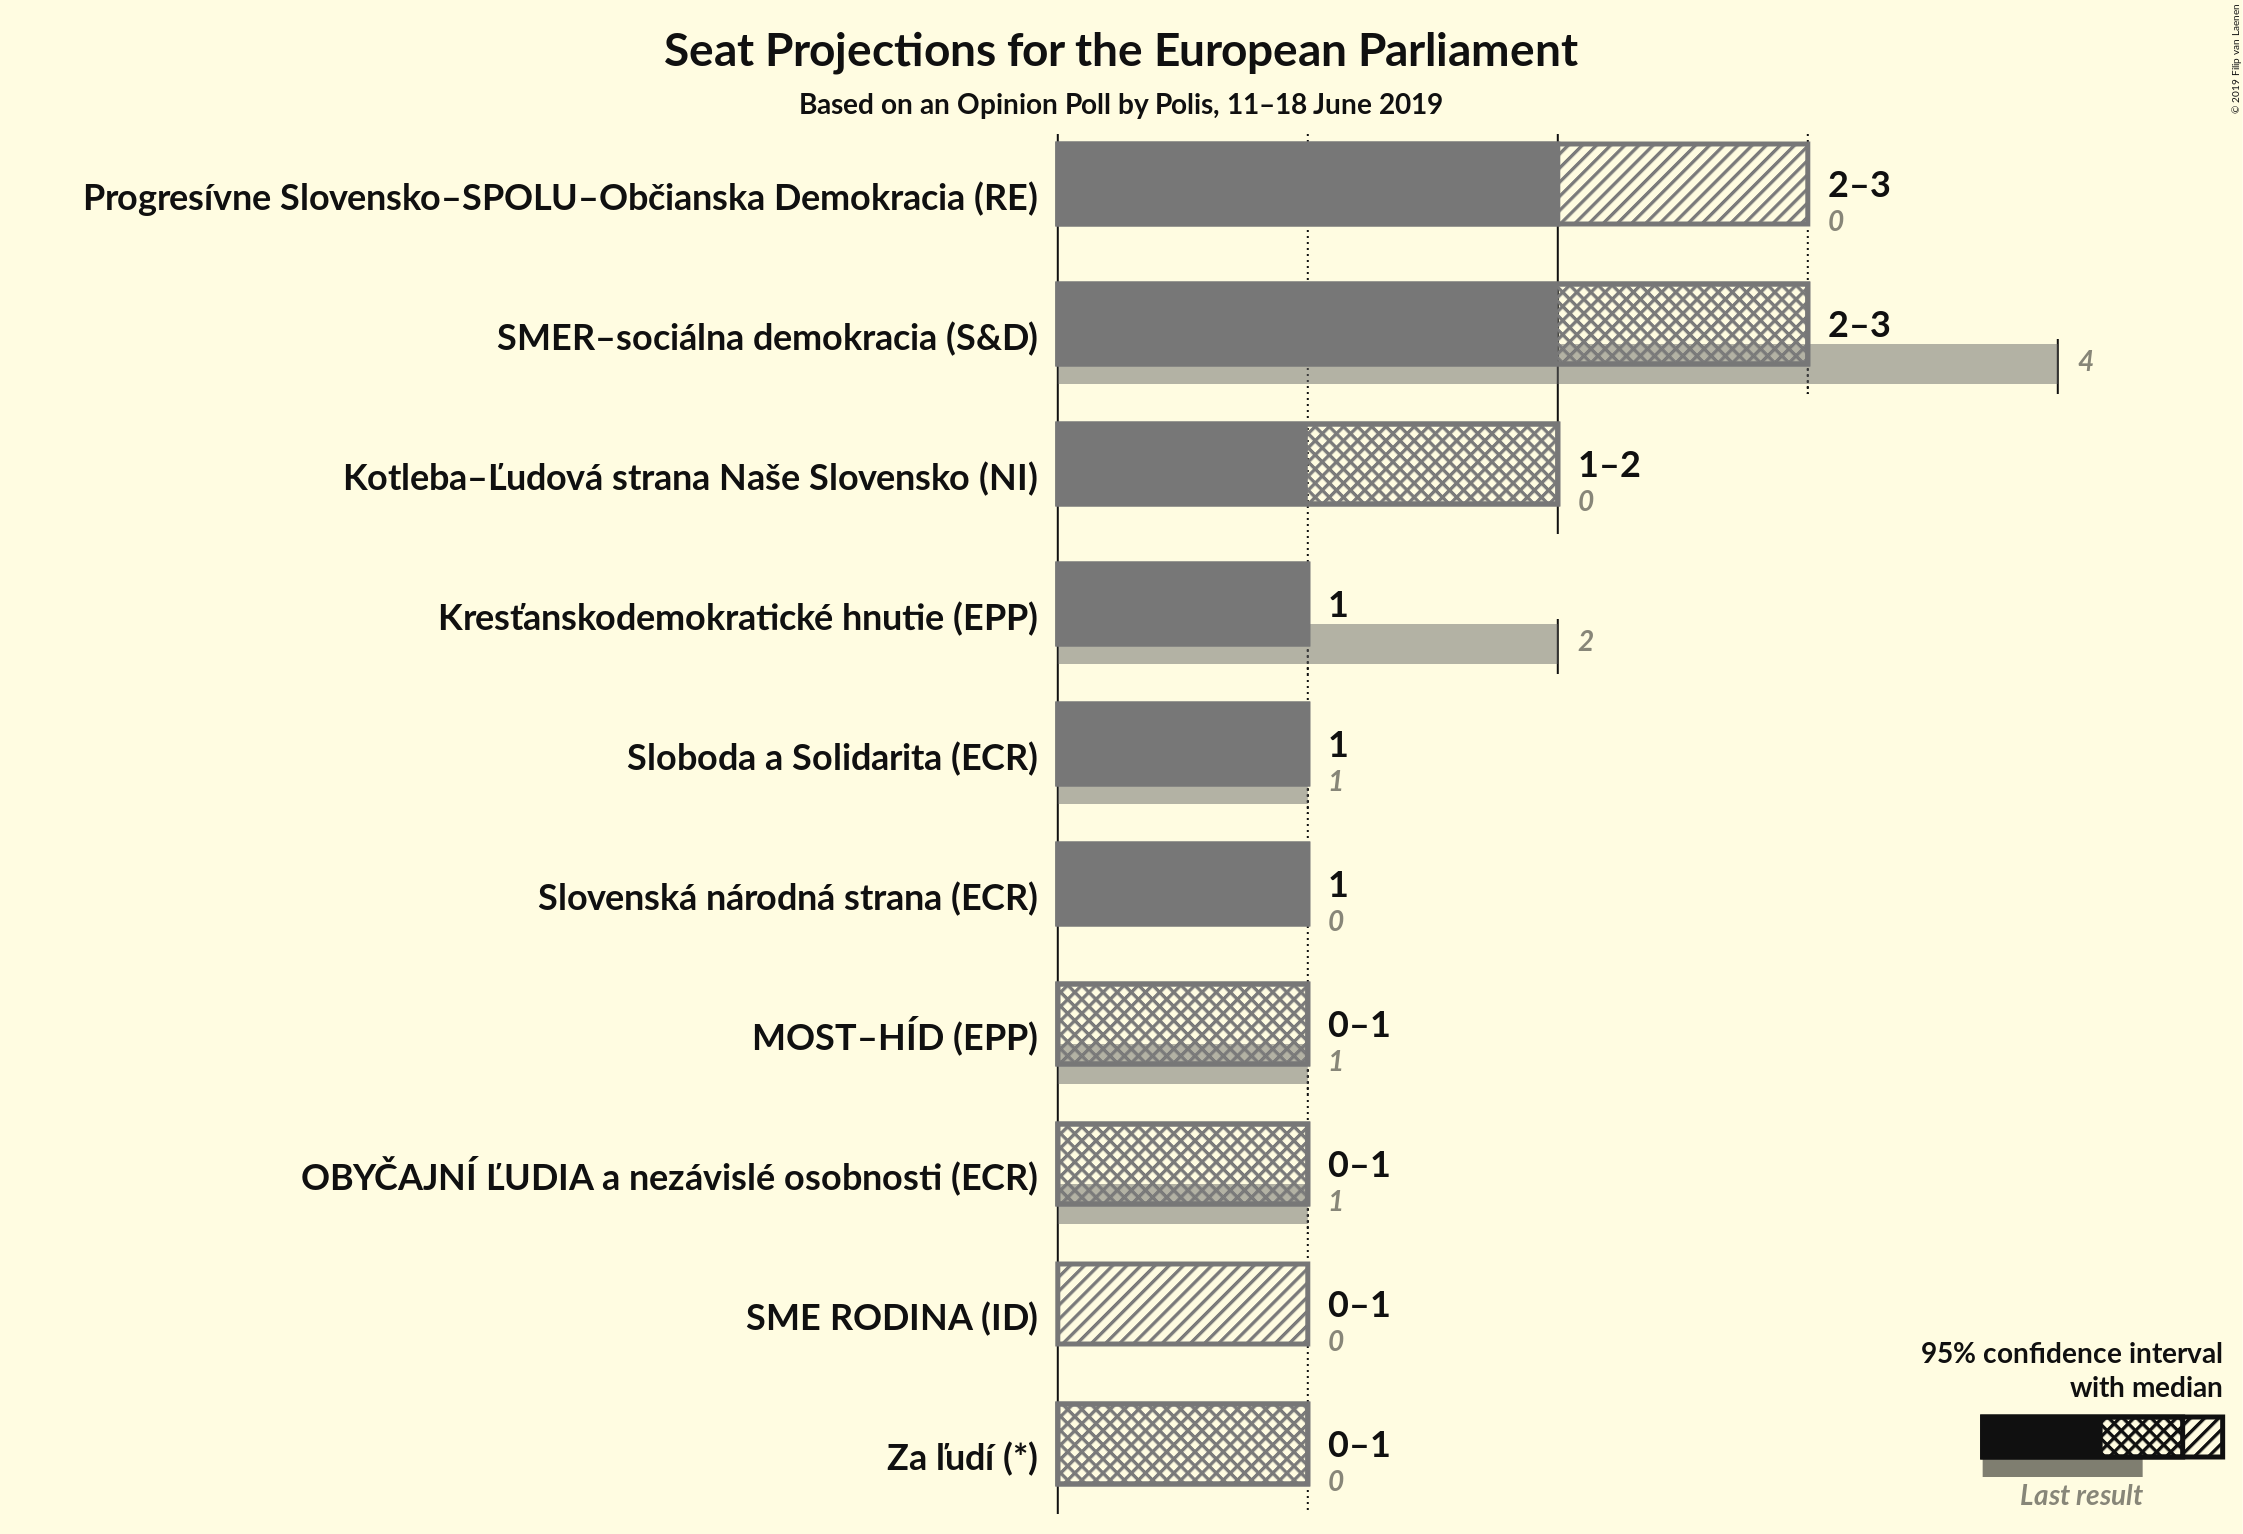 Seat Projections for the European Parliament
Based on an Opinion Poll by Polis, 11–18 June 2019
© 2019 Filip van Laenen
Progresívne Slovensko–SPOLU–Občianska Demokracia (RE)
2–3
0
SMER–sociálna demokracia (S&D)
2–3
4
Kotleba–Ľudová strana Naše Slovensko (NI)
1–2
0
Kresťanskodemokratické hnutie (EPP)
1
2
Sloboda a Solidarita (ECR)
1
1
Slovenská národná strana (ECR)
1
0
MOST–HÍD (EPP)
0–1
1
OBYČAJNÍ ĽUDIA a nezávislé osobnosti (ECR)
0–1
1
SME RODINA (ID)
0–1
0
Za ľudí (*)
0–1
0
95% confidence interval
with median
Last result